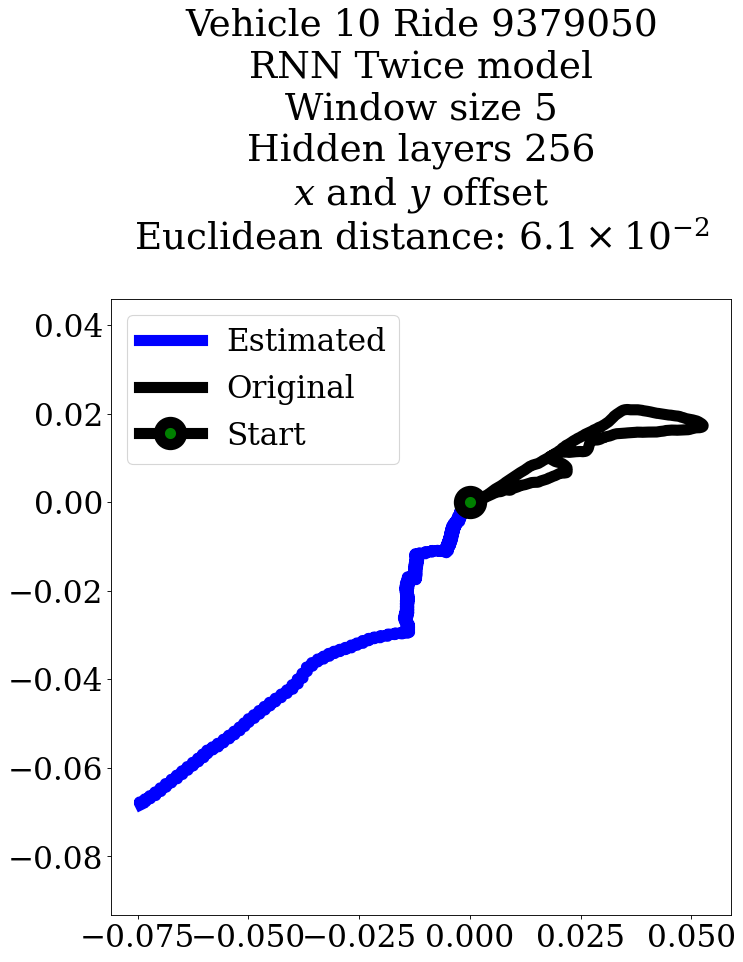 Vehicle 10 Ride 9379050
RNN Twice model
Window size 5
Hidden layers 256
x and y offset
Euclidean distance: 6.1 × 10⁻²
Estimated
Original
Start
0.04
0.02
0.00
−0.02
−0.04
−0.06
−0.08
−0.075 −0.050 −0.025 0.000 0.025 0.050